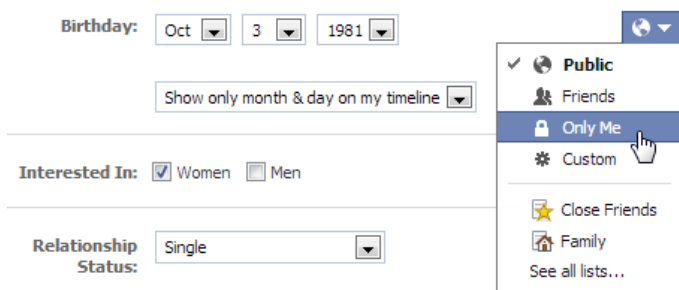 Birthday: Oct 3 1981
Show only month & day on my timeline
Interested In: Women Men
Relationship Status: Single
Public
Friends
Only Me
Custom
Close Friends
Family
See all lists...